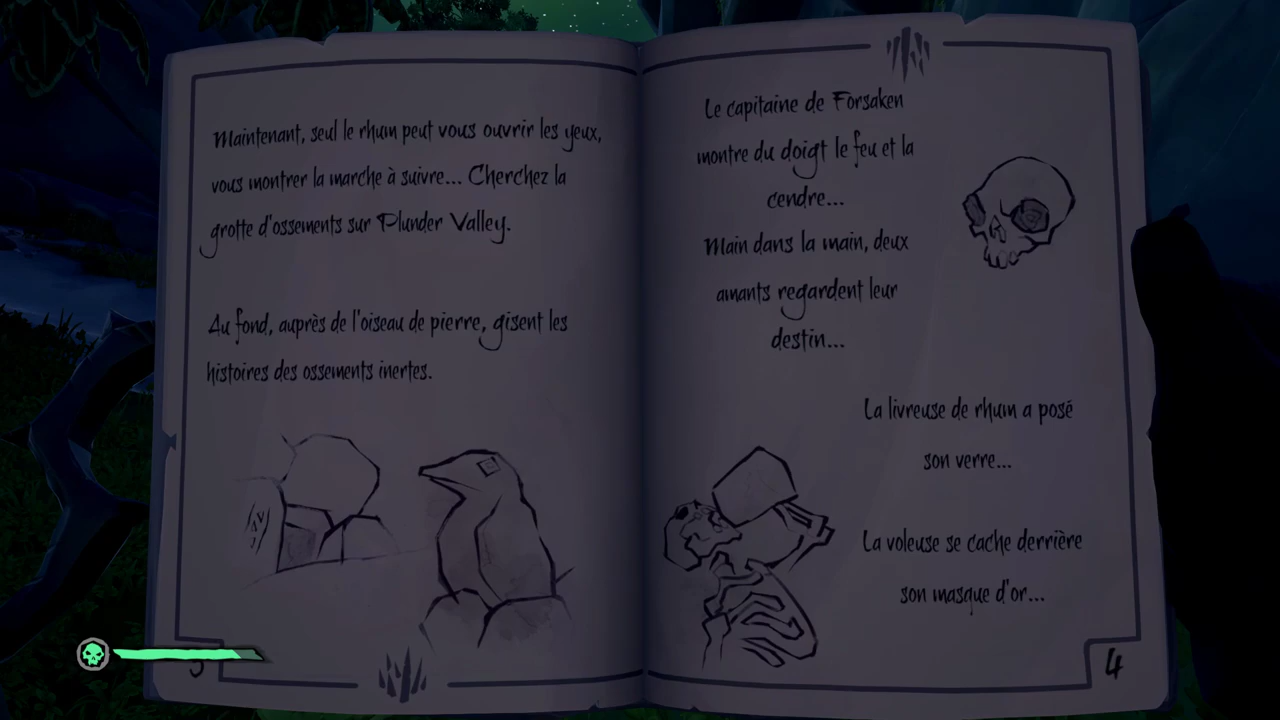 Maintenant, seul le rhum peut vous ouvrir les yeux,
vous montrer la marche à suivre... Cherchez la
grotte d'ossements sur Plunder Valley.
Au fond, auprès de l'oiseau de pierre, gisent les
histoires des ossements inertes.
3
Le capitaine de Forsaken
montre du doigt le feu et la
cendre...
Main dans la main, deux
amants regardent leur
destin...
La livreuse de rhum a posé
son verre...
La voleuse se cache derrière
son masque d'or...
4